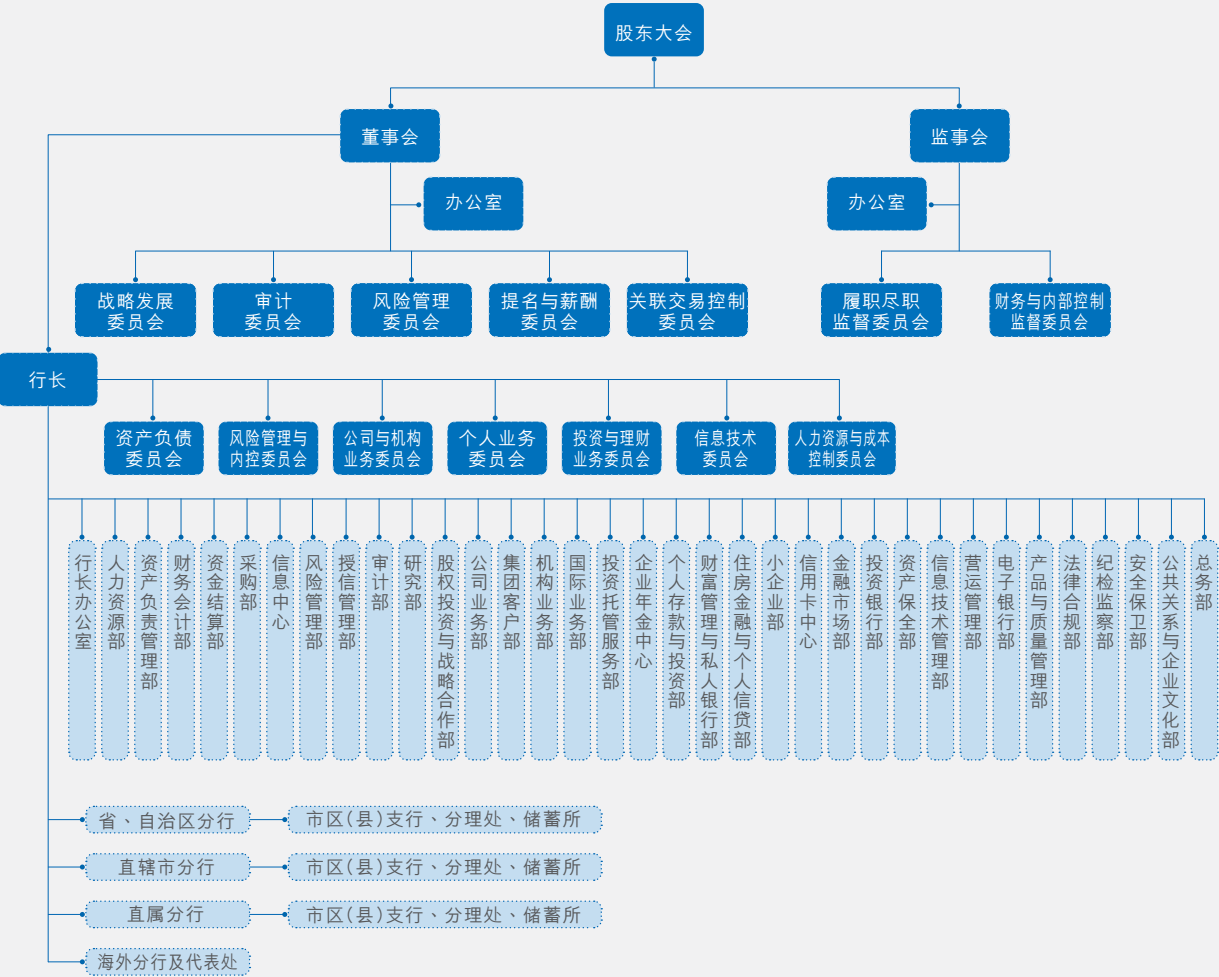 股东大会
董事会
监事会
办公室
办公室
战略发展
委员会
审计
委员会
风险管理
委员会
提名与薪酬
委员会
关联交易控制
委员会
履职尽职
监督委员会
财务与内部控制
监督委员会
行长
资产负债
委员会
风险管理与
内控委员会
公司与机构
业务委员会
个人业务
委员会
投资与理财
业务委员会
信息技术
委员会
人力资源与成本
控制委员会
行长办公室
人力资源部
资产负责管理部
财务会计部
资金结算部
采购部
信息中心
风险管理部
授信管理部
审计部
研究部
股权投资与战略合作部
公司业务部
集团客户部
机构业务部
国际业务部
投资托管服务部
企业年金中心
个人存款与投资部
财富管理与私人银行部
住房金融与个人信贷部
小企业部
信用卡中心
金融市场部
投资银行部
资产保全部
信息技术管理部
营运管理部
电子银行部
产品与质量管理部
法律合规部
纪检监察部
安全保卫部
公共关系与企业文化部
总务部
省、自治区分行
市区(县)支行、分理处、储蓄所
直辖市分行
市区(县)支行、分理处、储蓄所
直属分行
市区(县)支行、分理处、储蓄所
海外分行及代表处